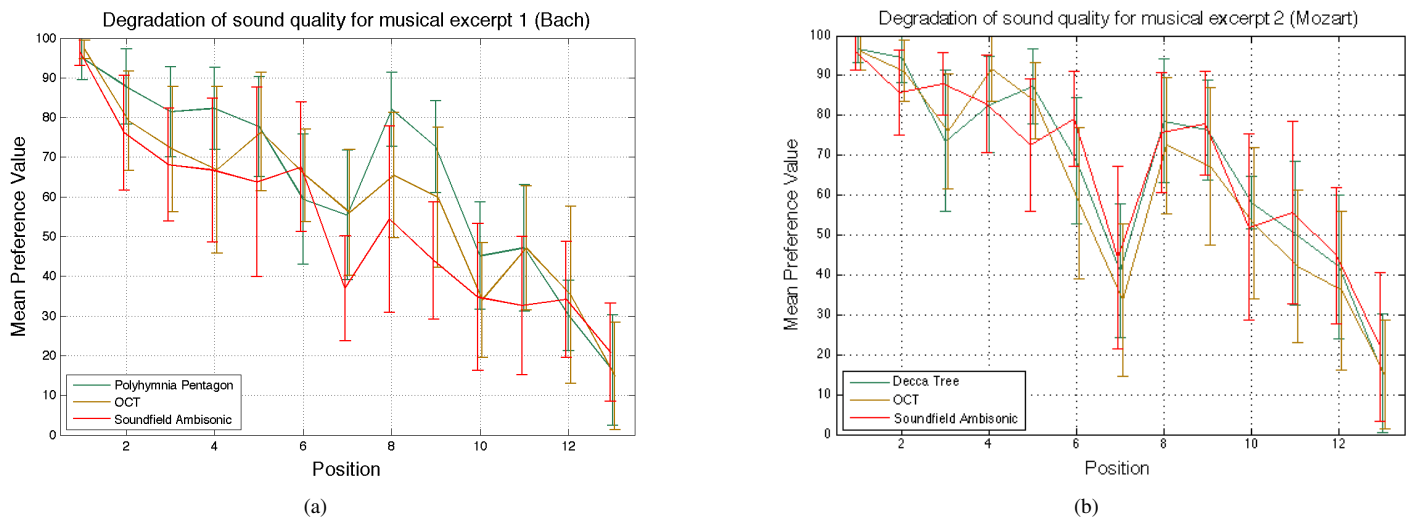 Degradation of sound quality for musical excerpt 1 (Bach)
100
90
80
70
60
50
40
30
20
10
0
Mean Preference Value
Polyhymnia Pentagon
OCT
Soundfield Ambisonic
2 4 6 8 10 12
Position
(a)
Degradation of sound quality for musical excerpt 2 (Mozart)
100
90
80
70
60
50
40
30
20
10
0
Mean Preference Value
Decca Tree
OCT
Soundfield Ambisonic
2 4 6 8 10 12
Position
(b)